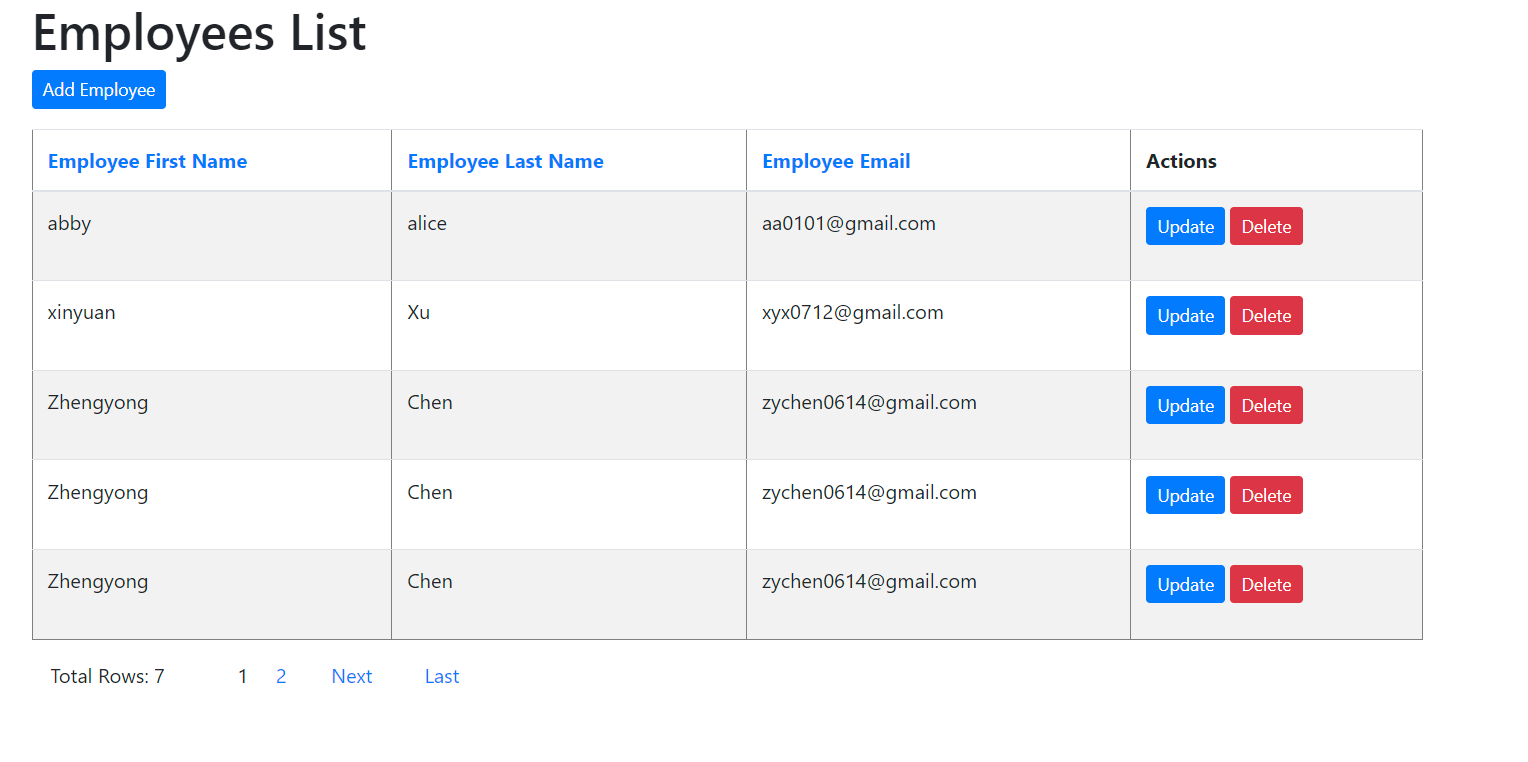 Employees List
Add Employee
Employee First Name Employee Last Name Employee Email Actions
abby alice aa0101@gmail.com Update Delete
xinyuan Xu xyx0712@gmail.com Update Delete
Zhengyong Chen zychen0614@gmail.com Update Delete
Zhengyong Chen zychen0614@gmail.com Update Delete
Zhengyong Chen zychen0614@gmail.com Update Delete
Total Rows: 7 1 2 Next Last